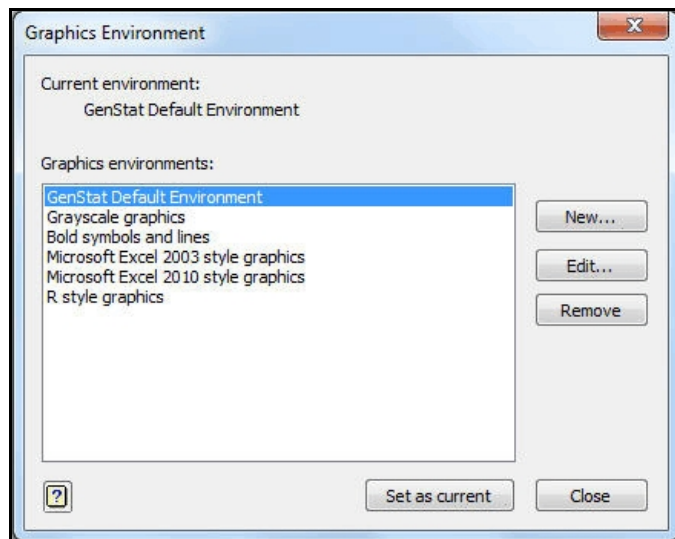 Graphics Environment
Current environment:
GenStat Default Environment
Graphics environments:
GenStat Default Environment
Grayscale graphics
Bold symbols and lines
Microsoft Excel 2003 style graphics
Microsoft Excel 2010 style graphics
R style graphics
New...
Edit...
Remove
?
Set as current
Close